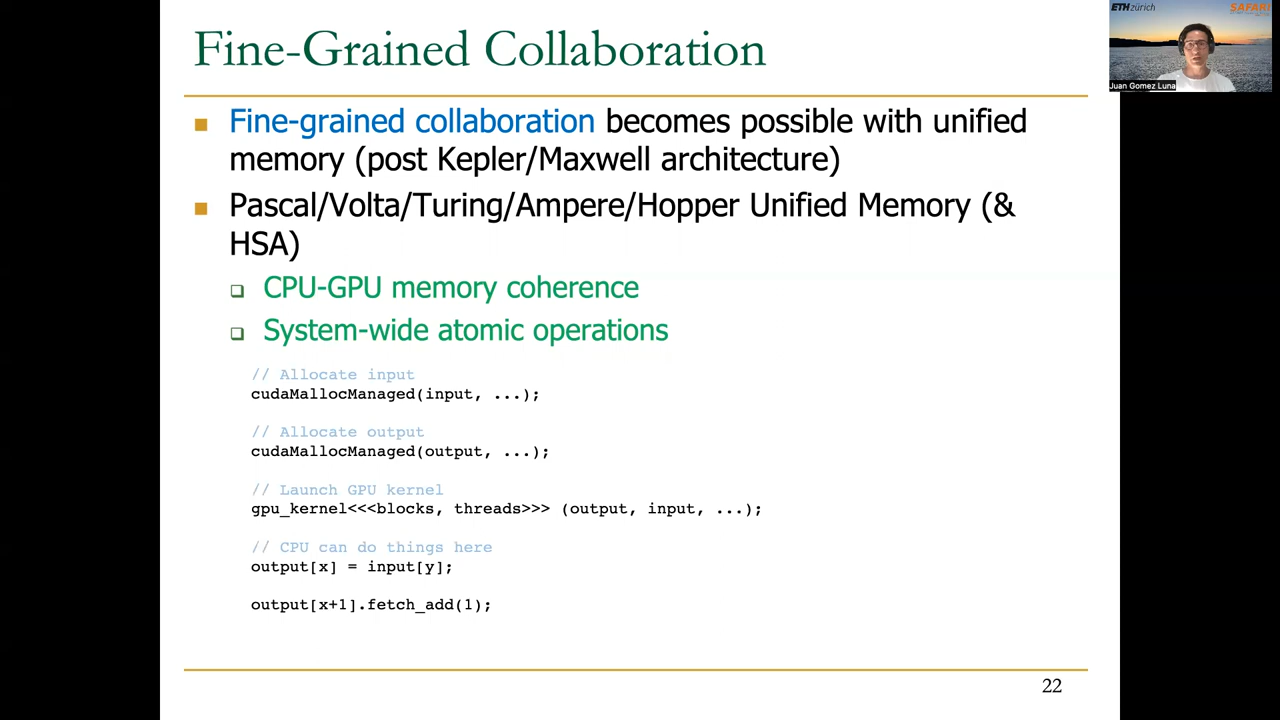 Fine-Grained Collaboration
ETH zürich
SAFARI
Juan Gomez Luna
Fine-grained collaboration becomes possible with unified
memory (post Kepler/Maxwell architecture)
Pascal/Volta/Turing/Ampere/Hopper Unified Memory (&
HSA)
CPU-GPU memory coherence
System-wide atomic operations
// Allocate input
cudaMallocManaged(input, ...);
// Allocate output
cudaMallocManaged(output, ...);
// Launch GPU kernel
gpu_kernel<<<blocks, threads>>> (output, input, ...);
// CPU can do things here
output[x] = input[y];
output[x+1].fetch_add(1);
22